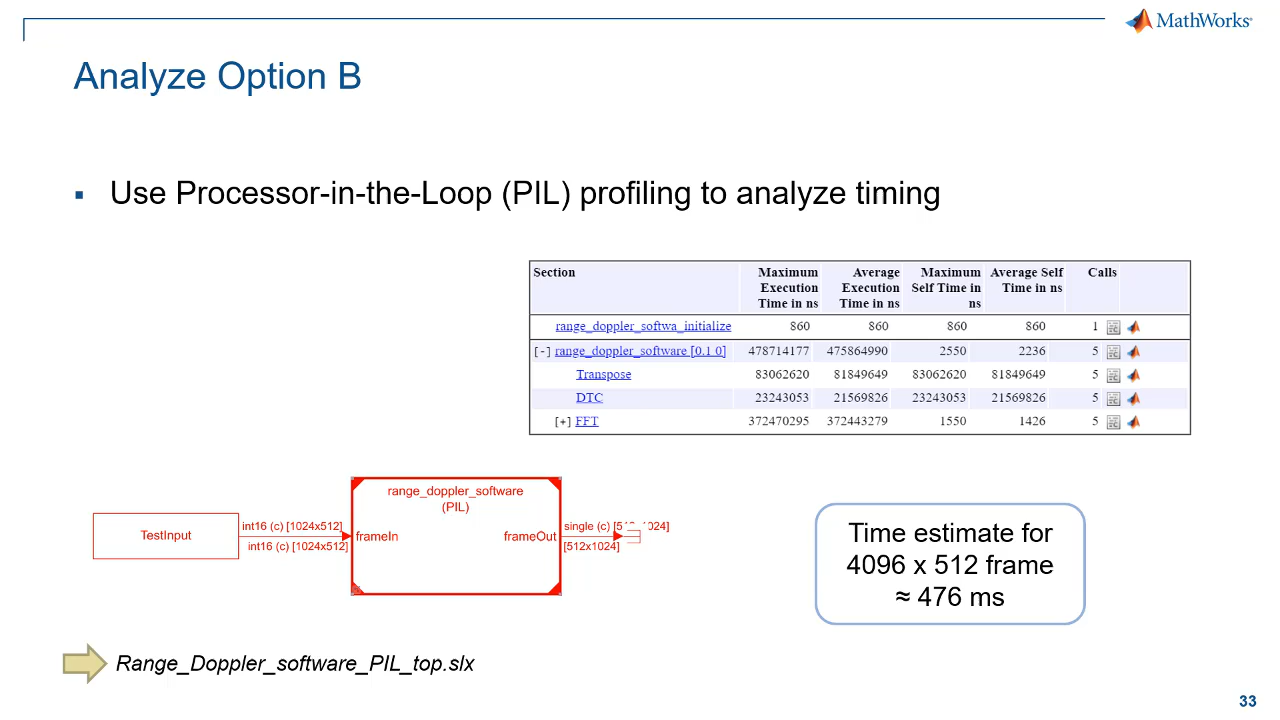 MathWorks®
Analyze Option B
▪ Use Processor-in-the-Loop (PIL) profiling to analyze timing
Section Maximum Execution Time in ns Average Execution Time in ns Maximum Self Time in ns Average Self Time in ns Calls
range_doppler_softwa_initialize 860 860 860 860 1
[-] range_doppler_software [0.1 0] 478714177 475864990 2550 2236 5
Transpose 83062620 81849649 83062620 81849649 5
DTC 23243053 21569826 23243053 21569826 5
[+] FFT 372470295 372443279 1550 1426 5
TestInput
int16 (c) [1024x512]
int16 (c) [1024x512]
range_doppler_software
(PIL)
frameIn
frameOut
single (c) [512x1024]
[512x1024]
Time estimate for
4096 x 512 frame
≈ 476 ms
Range_Doppler_software_PIL_top.slx
33